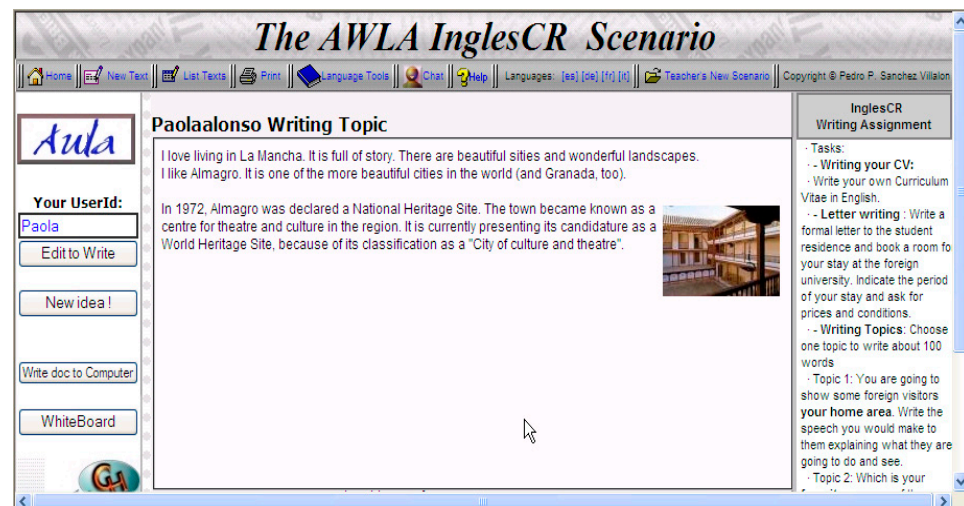 The AWLA InglesCR Scenario
Home New Text List Texts Print Language Tools Chat Help Languages: [es] [de] [fr] [it] Teacher's New Scenario Copyright © Pedro P. Sanchez Villalon
Aula
Your UserId:
Paola
Edit to Write
New idea !
Write doc to Computer
WhiteBoard
Paolaalonso Writing Topic
I love living in La Mancha. It is full of story. There are beautiful sities and wonderful landscapes.
I like Almagro. It is one of the more beautiful cities in the world (and Granada, too).
In 1972, Almagro was declared a National Heritage Site. The town became known as a
centre for theatre and culture in the region. It is currently presenting its candidature as a
World Heritage Site, because of its classification as a "City of culture and theatre".
InglesCR
Writing Assignment
· Tasks:
· - Writing your CV:
· Write your own Curriculum
Vitae in English.
· - Letter writing : Write a
formal letter to the student
residence and book a room fo
your stay at the foreign
university. Indicate the period
of your stay and ask for
prices and conditions.
· - Writing Topics: Choose
one topic to write about 100
words
· Topic 1: You are going to
show some foreign visitors
your home area. Write the
speech you would make to
them explaining what they are
going to do and see.
· Topic 2: Which is your